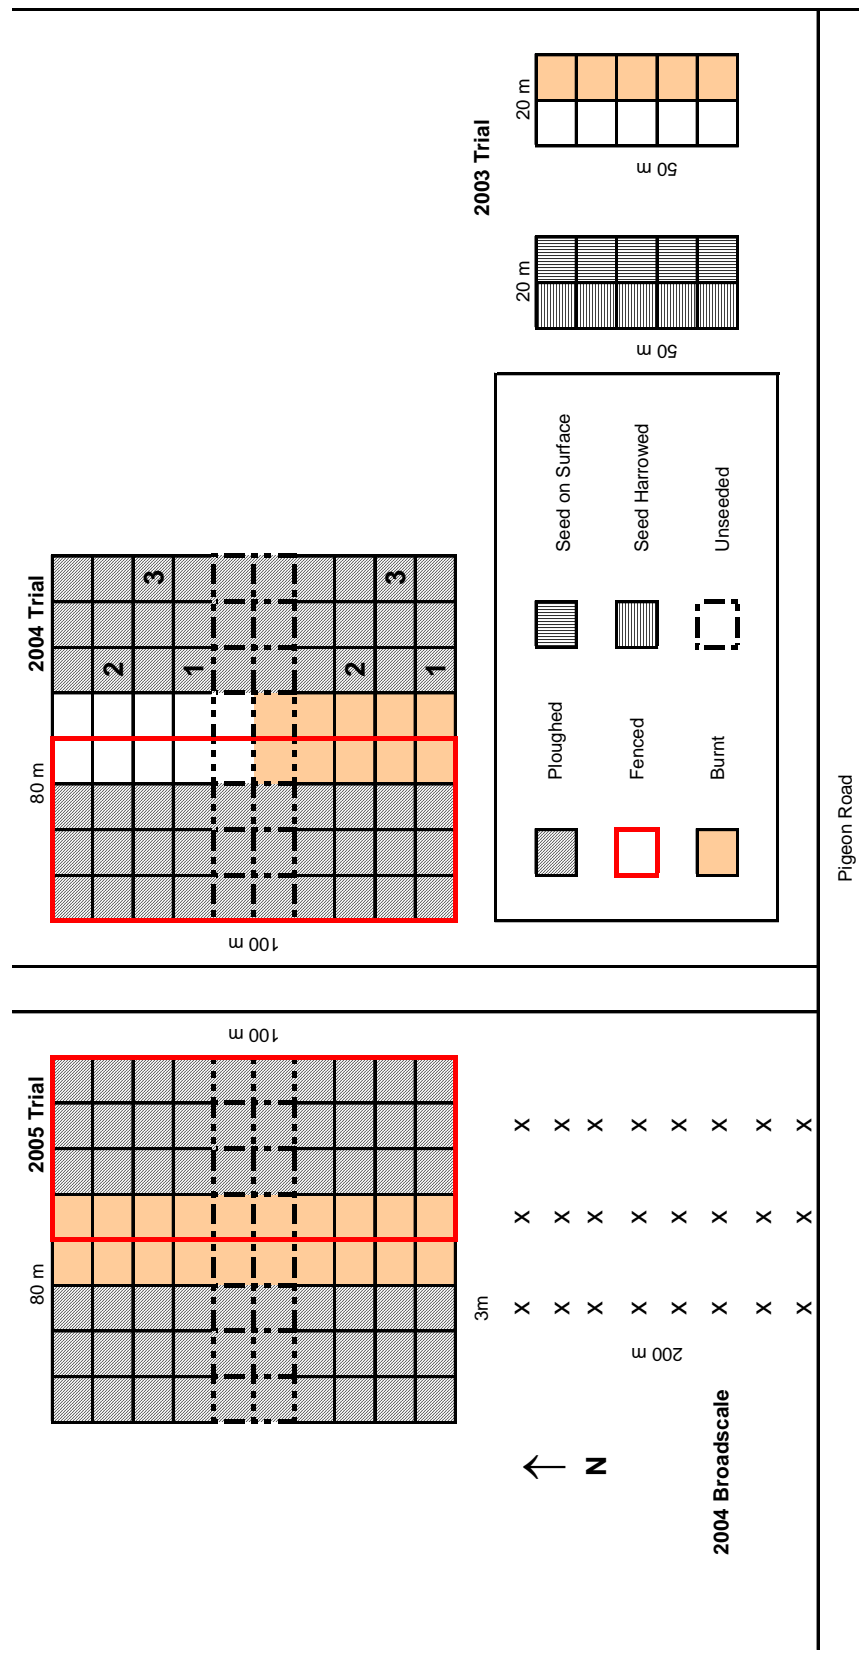 2005 Trial
80 m
100 m
2004 Trial
80 m
100 m
2
3
1
2
3
1
2003 Trial
20 m
50 m
20 m
50 m
Ploughed
Seed on Surface
Fenced
Seed Harrowed
Burnt
Unseeded
3m
X X X
X X X
X X X
X X X
X X X
X X X
X X X
X X X
200 m
N
2004 Broadscale
Pigeon Road